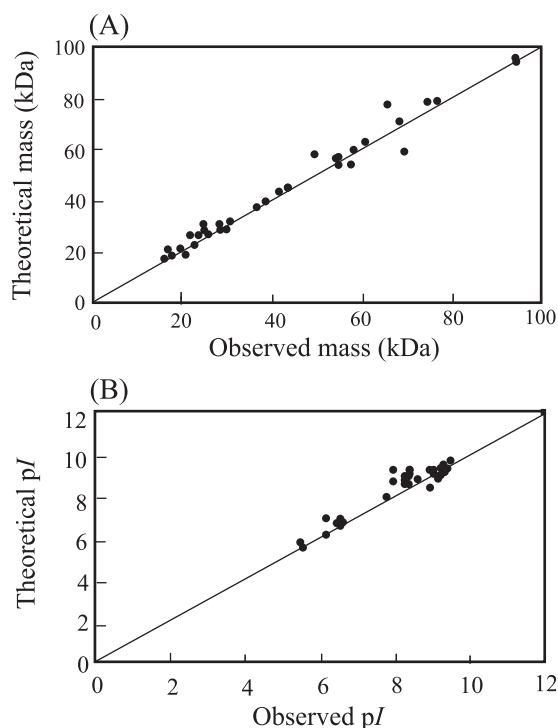 (A)
100
80
60
40
20
0
Theoretical mass (kDa)
0 20 40 60 80 100
Observed mass (kDa)
(B)
12
10
8
6
4
2
0
Theoretical pI
0 2 4 6 8 10 12
Observed pI